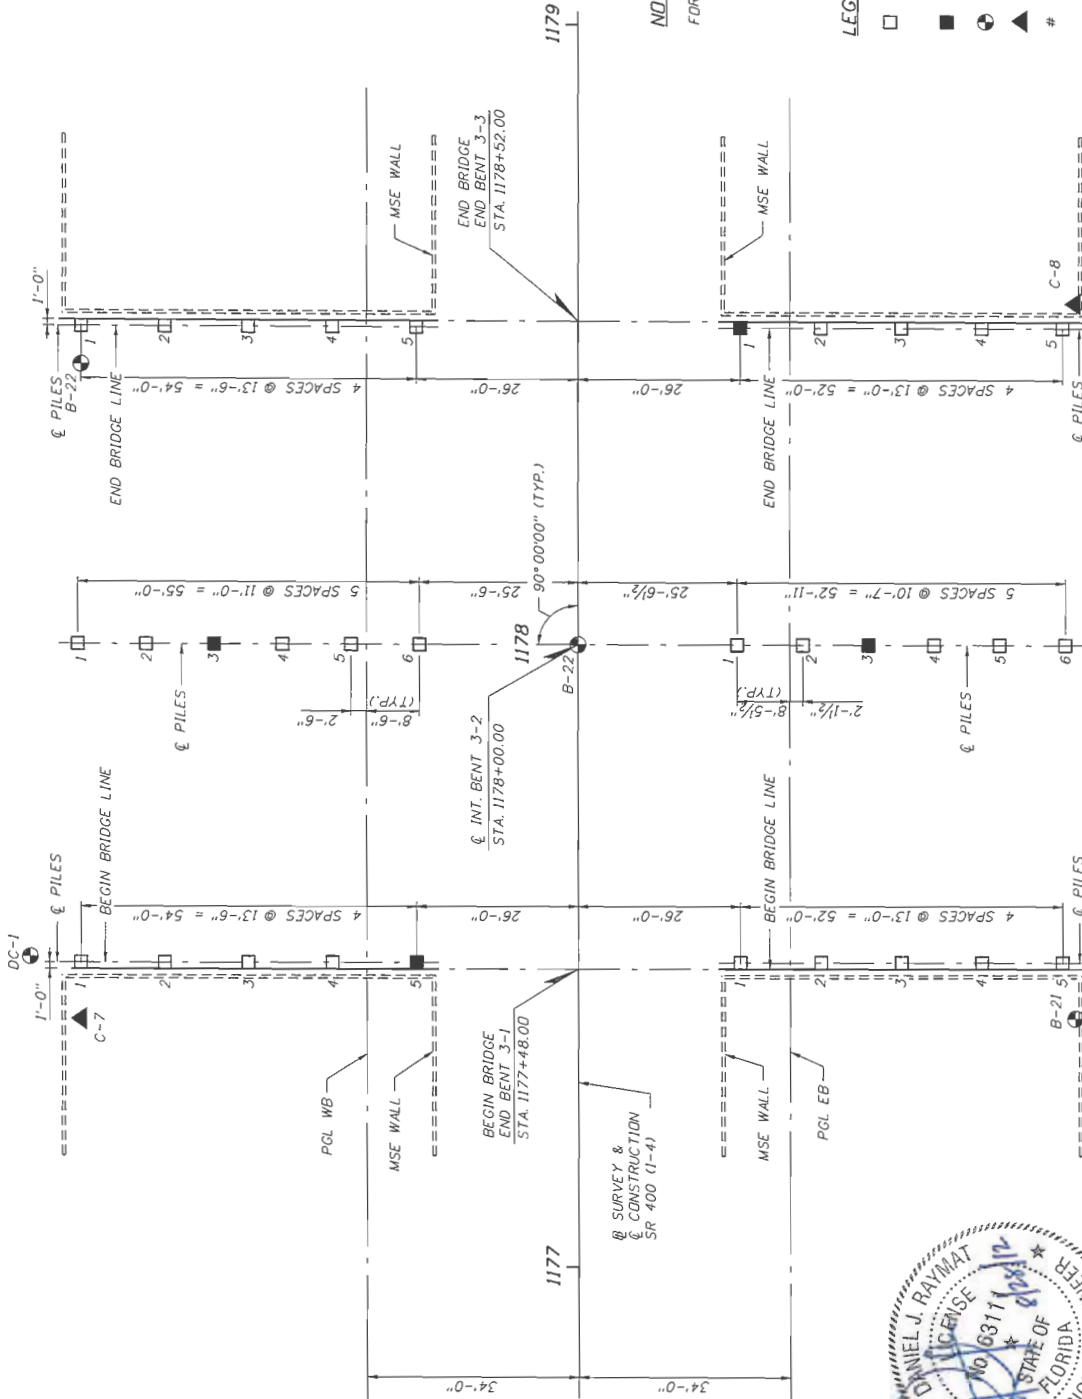 1179
NO
FOR
LEG
#
1'-0"
℄ PILES
B-22
END BRIDGE LINE
1
2
3
4
5
4 SPACES @ 13'-6" = 54'-0"
26'-0"
MSE WALL
END BRIDGE
END BENT 3-3
STA. 1178+52.00
26'-0"
4 SPACES @ 13'-0" = 52'-0"
END BRIDGE LINE
1
2
3
4
5
MSE WALL
C-8
℄ PILES
1
2
3
4
5
6
℄ PILES
5 SPACES @ 11'-0" = 55'-0"
25'-6"
2'-6"
8'-6"
(TYP.)
1178
90°00'00" (TYP.)
B-22
℄ INT. BENT 3-2
STA. 1178+00.00
25'-6½"
5 SPACES @ 10'-7" = 52'-11"
8'-5½"
(TYP.)
2'-1½"
1
2
3
4
5
6
℄ PILES
DC-1
1'-0"
℄ PILES
BEGIN BRIDGE LINE
C-7
1
2
3
4
5
4 SPACES @ 13'-6" = 54'-0"
26'-0"
PGL WB
MSE WALL
BEGIN BRIDGE
END BENT 3-1
STA. 1177+48.00
26'-0"
4 SPACES @ 13'-0" = 52'-0"
BEGIN BRIDGE LINE
1
2
3
4
5
B-21
℄ PILES
MSE WALL
PGL EB
SURVEY &
℄ CONSTRUCTION
SR 400 (I-4)
1177
34'-0"
34'-0"
DANIEL J. RAYMAT
LICENSE
No. 63111
STATE OF
FLORIDA
8/28/12